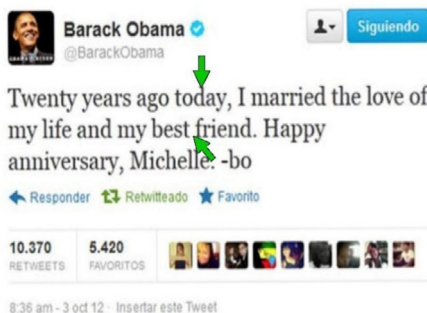 Barack Obama
@BarackObama
Siguiendo
Twenty years ago today, I married the love of
my life and my best friend. Happy
anniversary, Michelle. -bo
Responder Retwitteado Favorito
10.370 5.420
RETWEETS FAVORITOS
8:36 am - 3 oct 12 · Insertar este Tweet